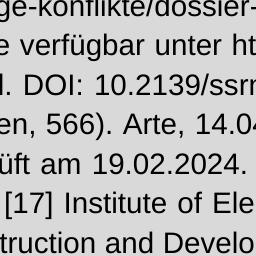 ge-konflikte/dossier-
e verfügbar unter ht
l. DOI: 10.2139/ssrn
en, 566). Arte, 14.04
üft am 19.02.2024.
[17] Institute of Ele
truction and Develo